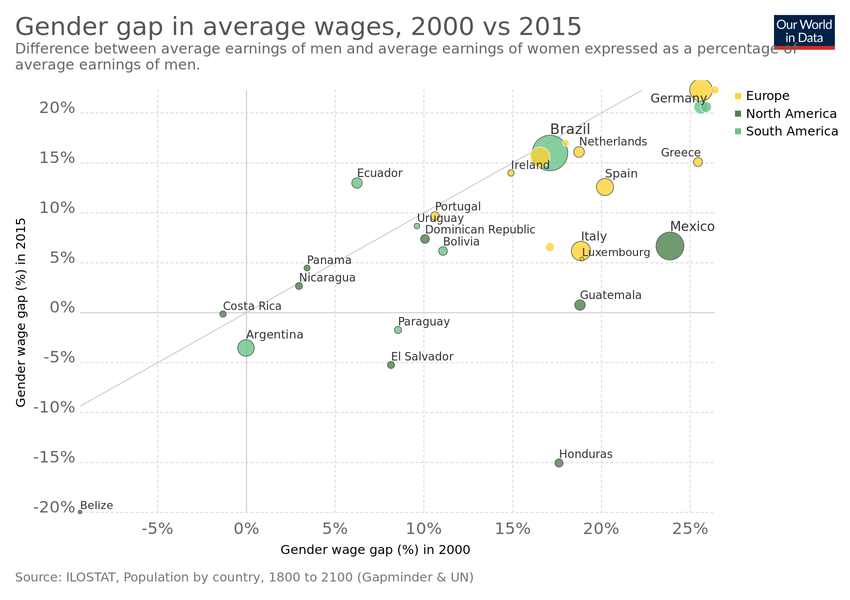 Gender gap in average wages, 2000 vs 2015
Our World
in Data
Difference between average earnings of men and average earnings of women expressed as a percentage of
average earnings of men.
Germany
Europe
North America
South America
20%
Brazil
Netherlands
Greece
15%
Ireland
Ecuador
Spain
10%
Portugal
Uruguay
Dominican Republic
Bolivia
Mexico
Italy
Luxembourg
5%
Panama
Nicaragua
Guatemala
0%
Costa Rica
Paraguay
Argentina
El Salvador
-5%
-10%
-15%
Honduras
-20%
Belize
Gender wage gap (%) in 2015
-5%
0%
5%
10%
15%
20%
25%
Gender wage gap (%) in 2000
Source: ILOSTAT, Population by country, 1800 to 2100 (Gapminder & UN)